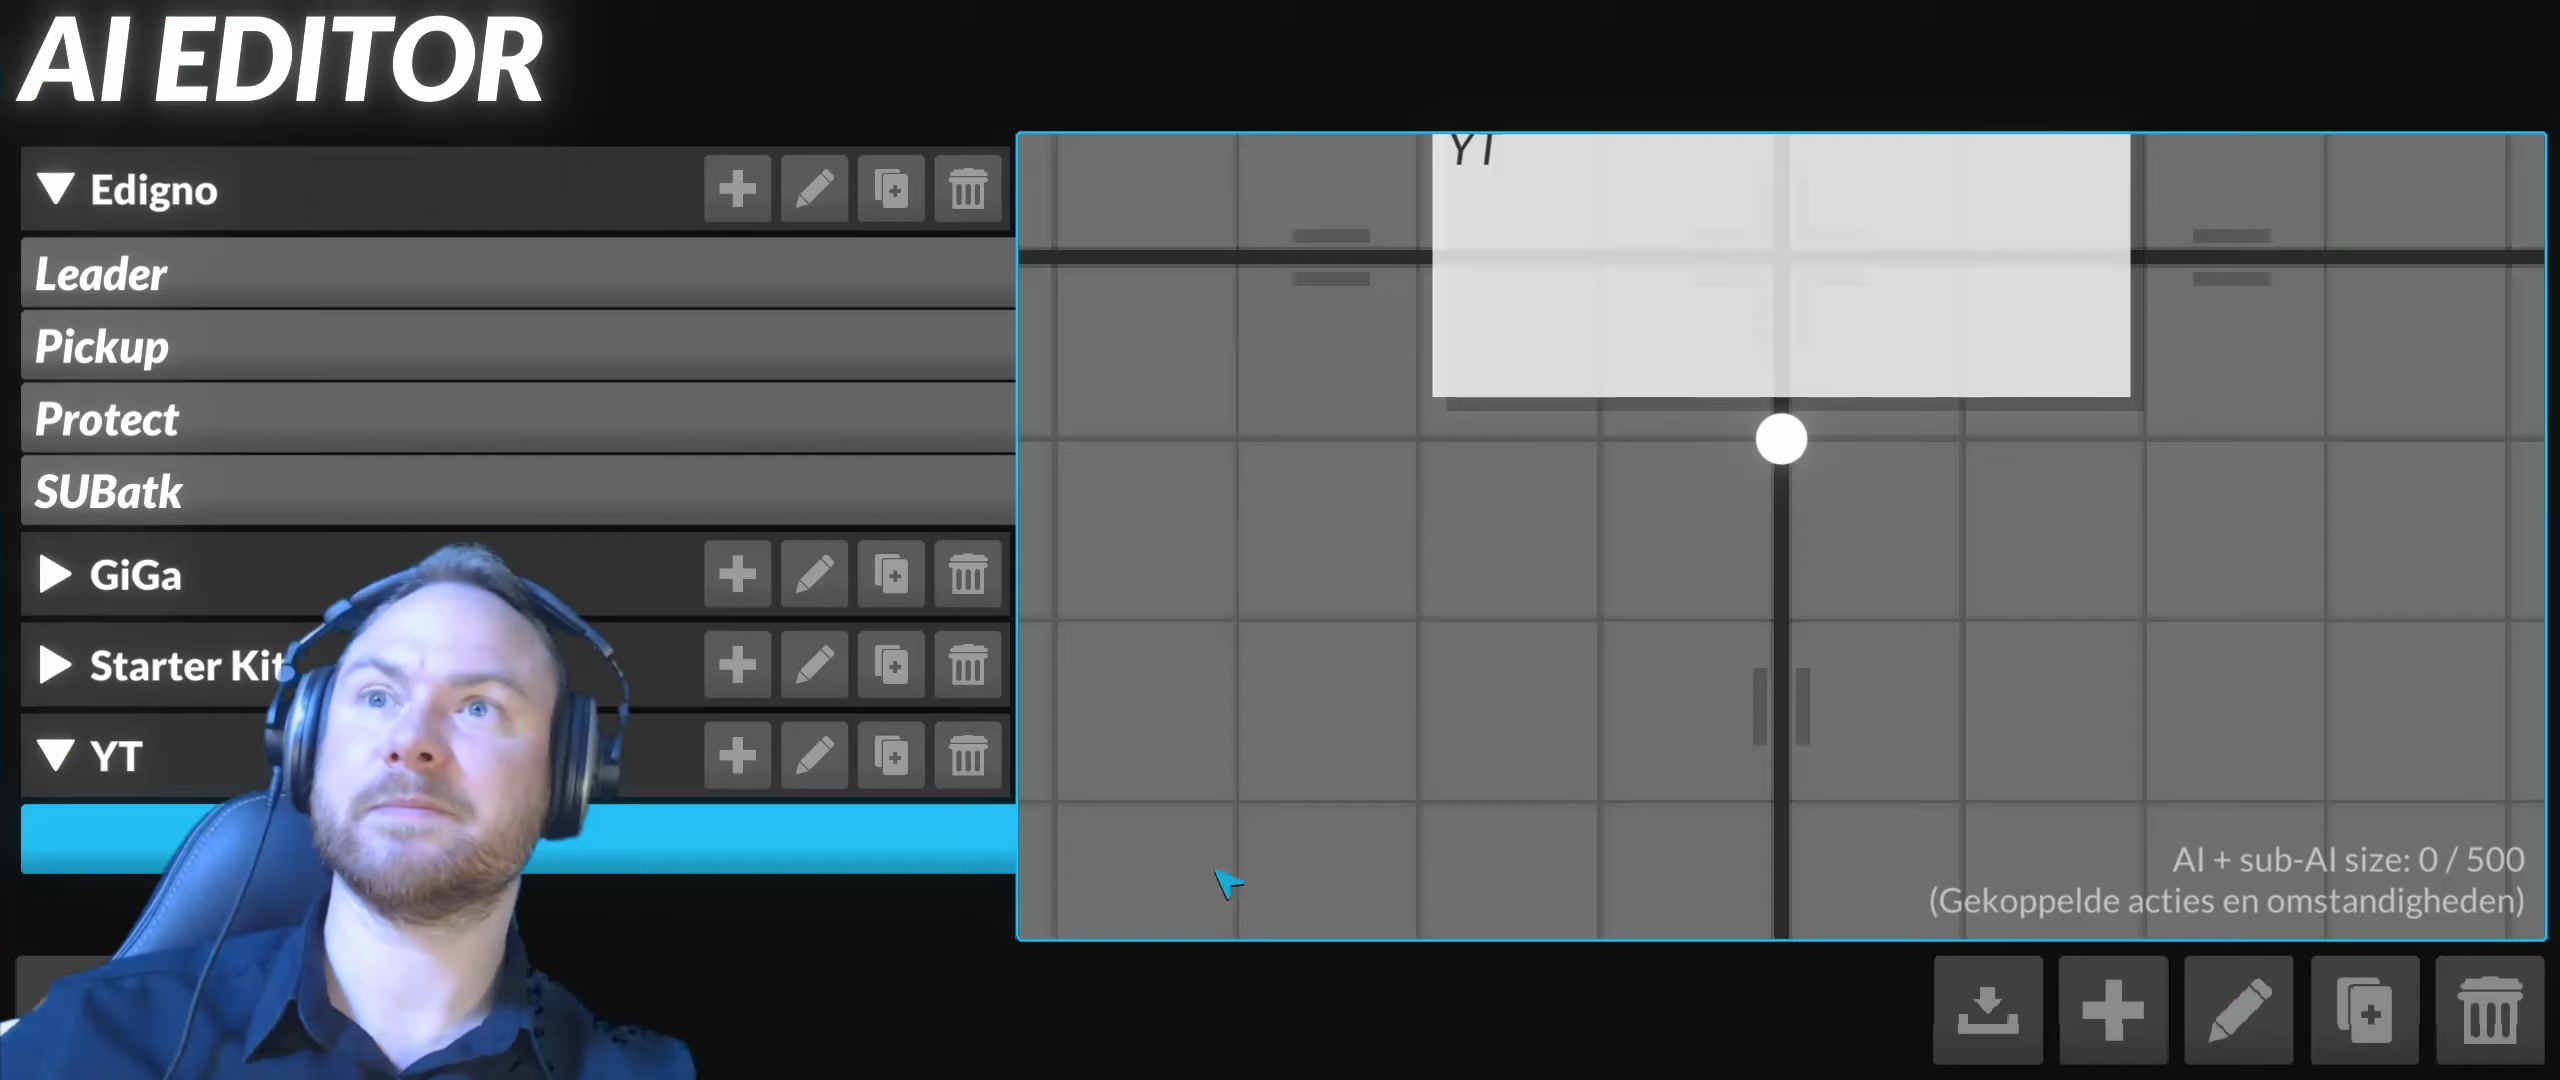 AI EDITOR
Edigno
Leader
Pickup
Protect
SUBatk
GiGa
Starter Kit
YT
YT
AI + sub-AI size: 0 / 500
(Gekoppelde acties en omstandigheden)